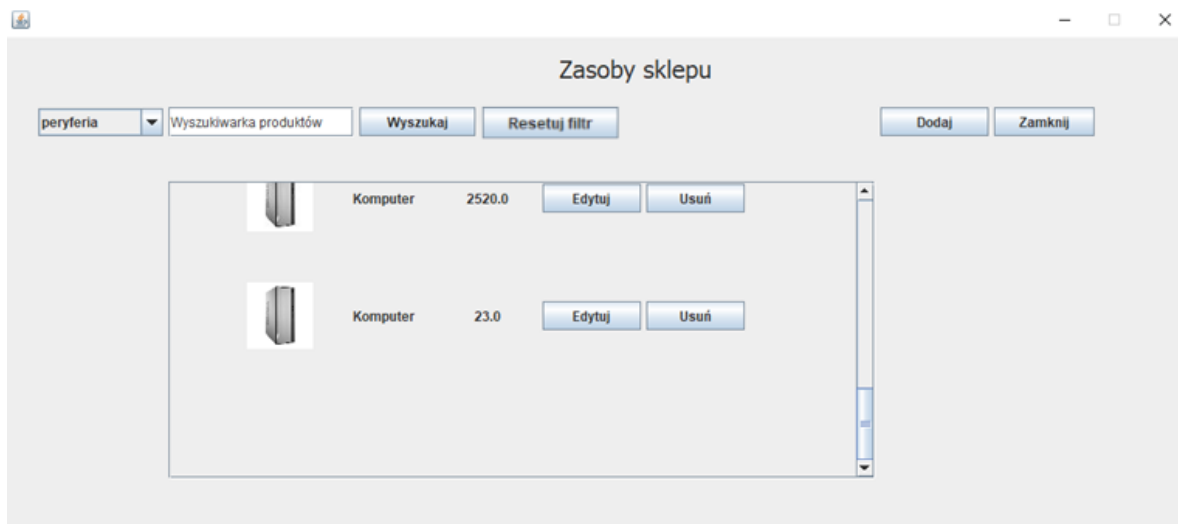 Zasoby sklepu
peryferia Wyszukiwarka produktów Wyszukaj Resetuj filtr Dodaj Zamknij
Komputer 2520.0 Edytuj Usuń
Komputer 23.0 Edytuj Usuń